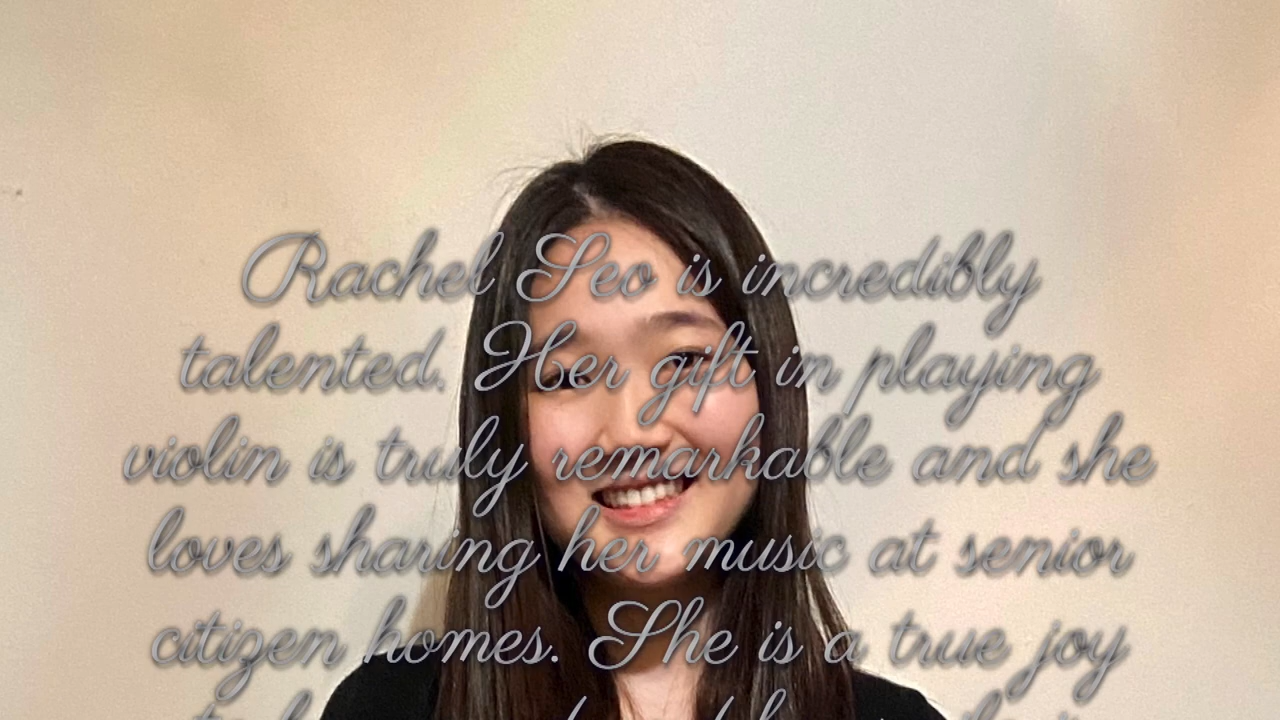 Rachel Seo is incredibly
talented. Her gift in playing
violin is truly remarkable and she
loves sharing her music at senior
citizen homes. She is a true joy